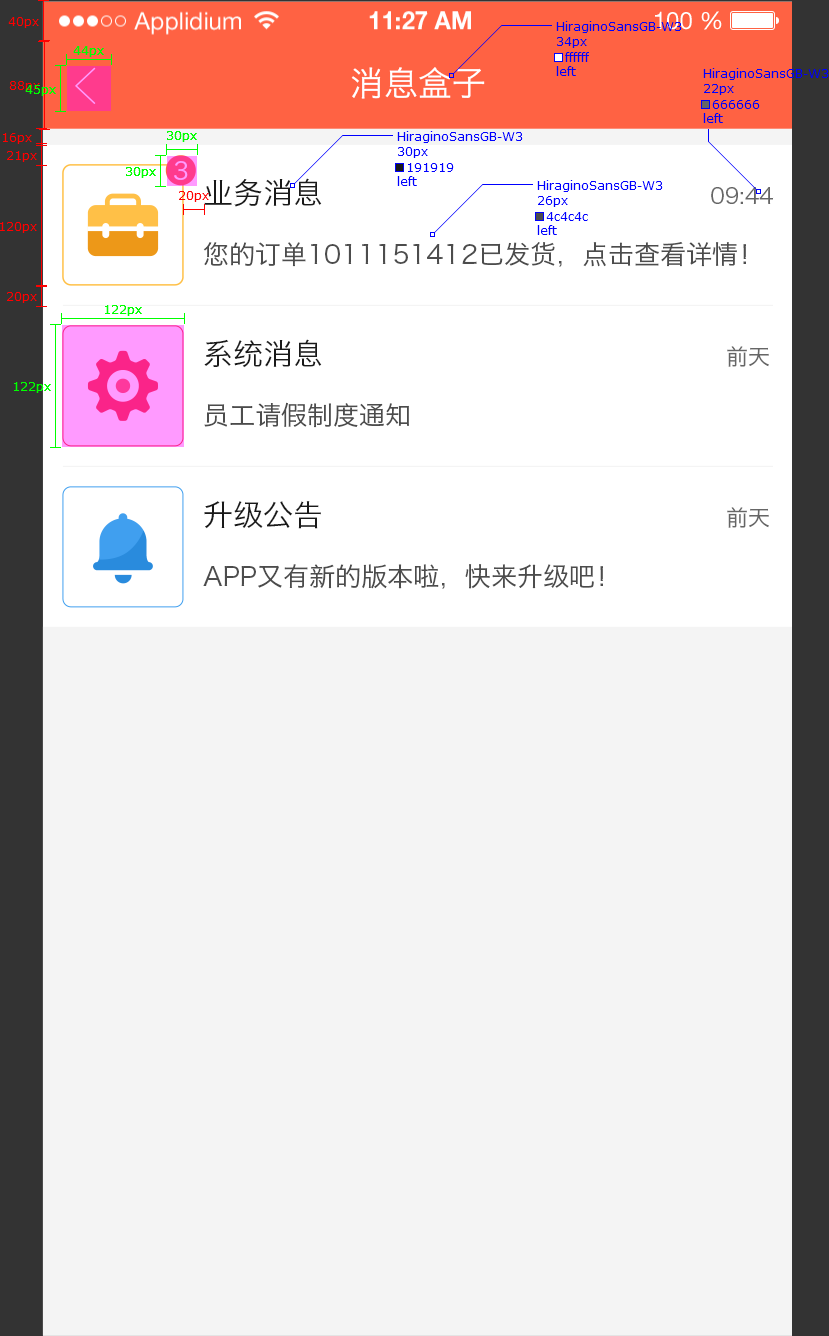 40px
Applidium
11:27 AM
100 %
HiraginoSansGB-W3
34px
ffffff
left
44px
88px
45px
消息盒子
HiraginoSansGB-W3
22px
666666
left
16px
21px
30px
30px
3
20px
HiraginoSansGB-W3
30px
191919
left
业务消息
HiraginoSansGB-W3
26px
4c4c4c
left
09:44
120px
您的订单1011151412已发货，点击查看详情！
20px
122px
122px
系统消息
前天
员工请假制度通知
升级公告
前天
APP又有新的版本啦，快来升级吧！